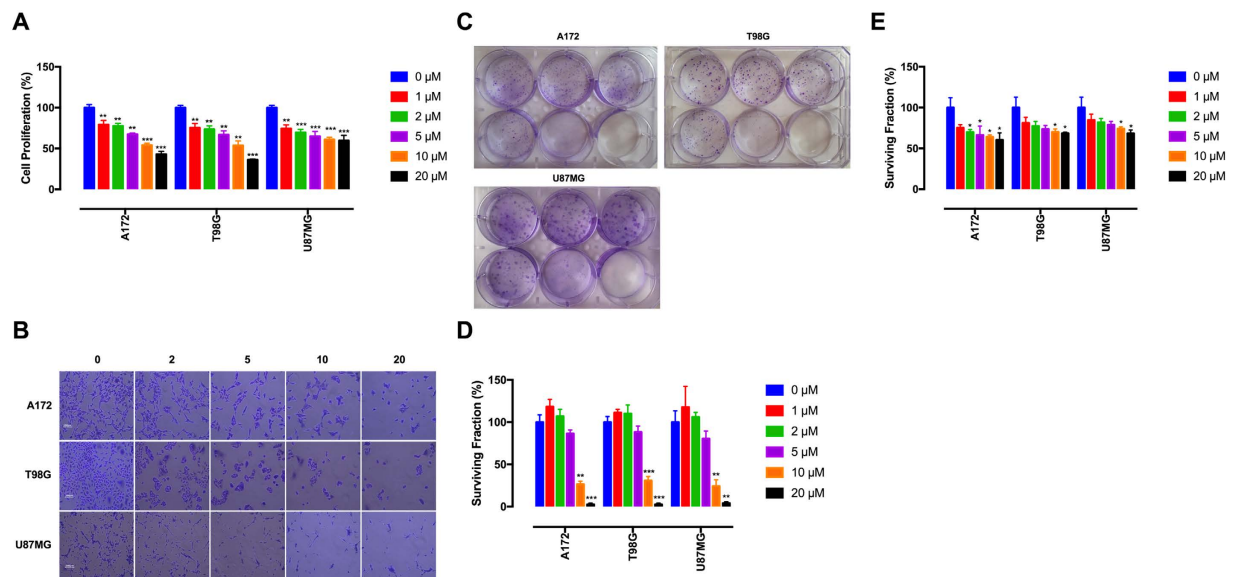 A
Cell Proliferation (%)
150
100
50
0
** ** ** *** ***
** ** ** ** ***
** *** *** *** ***
A172
T98G
U87MG
0 µM
1 µM
2 µM
5 µM
10 µM
20 µM
B
0 2 5 10 20
A172
T98G
U87MG
C
A172
T98G
U87MG
D
Surviving Fraction (%)
150
100
50
0
** ***
*** ***
** **
A172
T98G
U87MG
0 µM
1 µM
2 µM
5 µM
10 µM
20 µM
E
Surviving Fraction (%)
150
100
50
0
* * * *
* *
* *
A172
T98G
U87MG
0 µM
1 µM
2 µM
5 µM
10 µM
20 µM